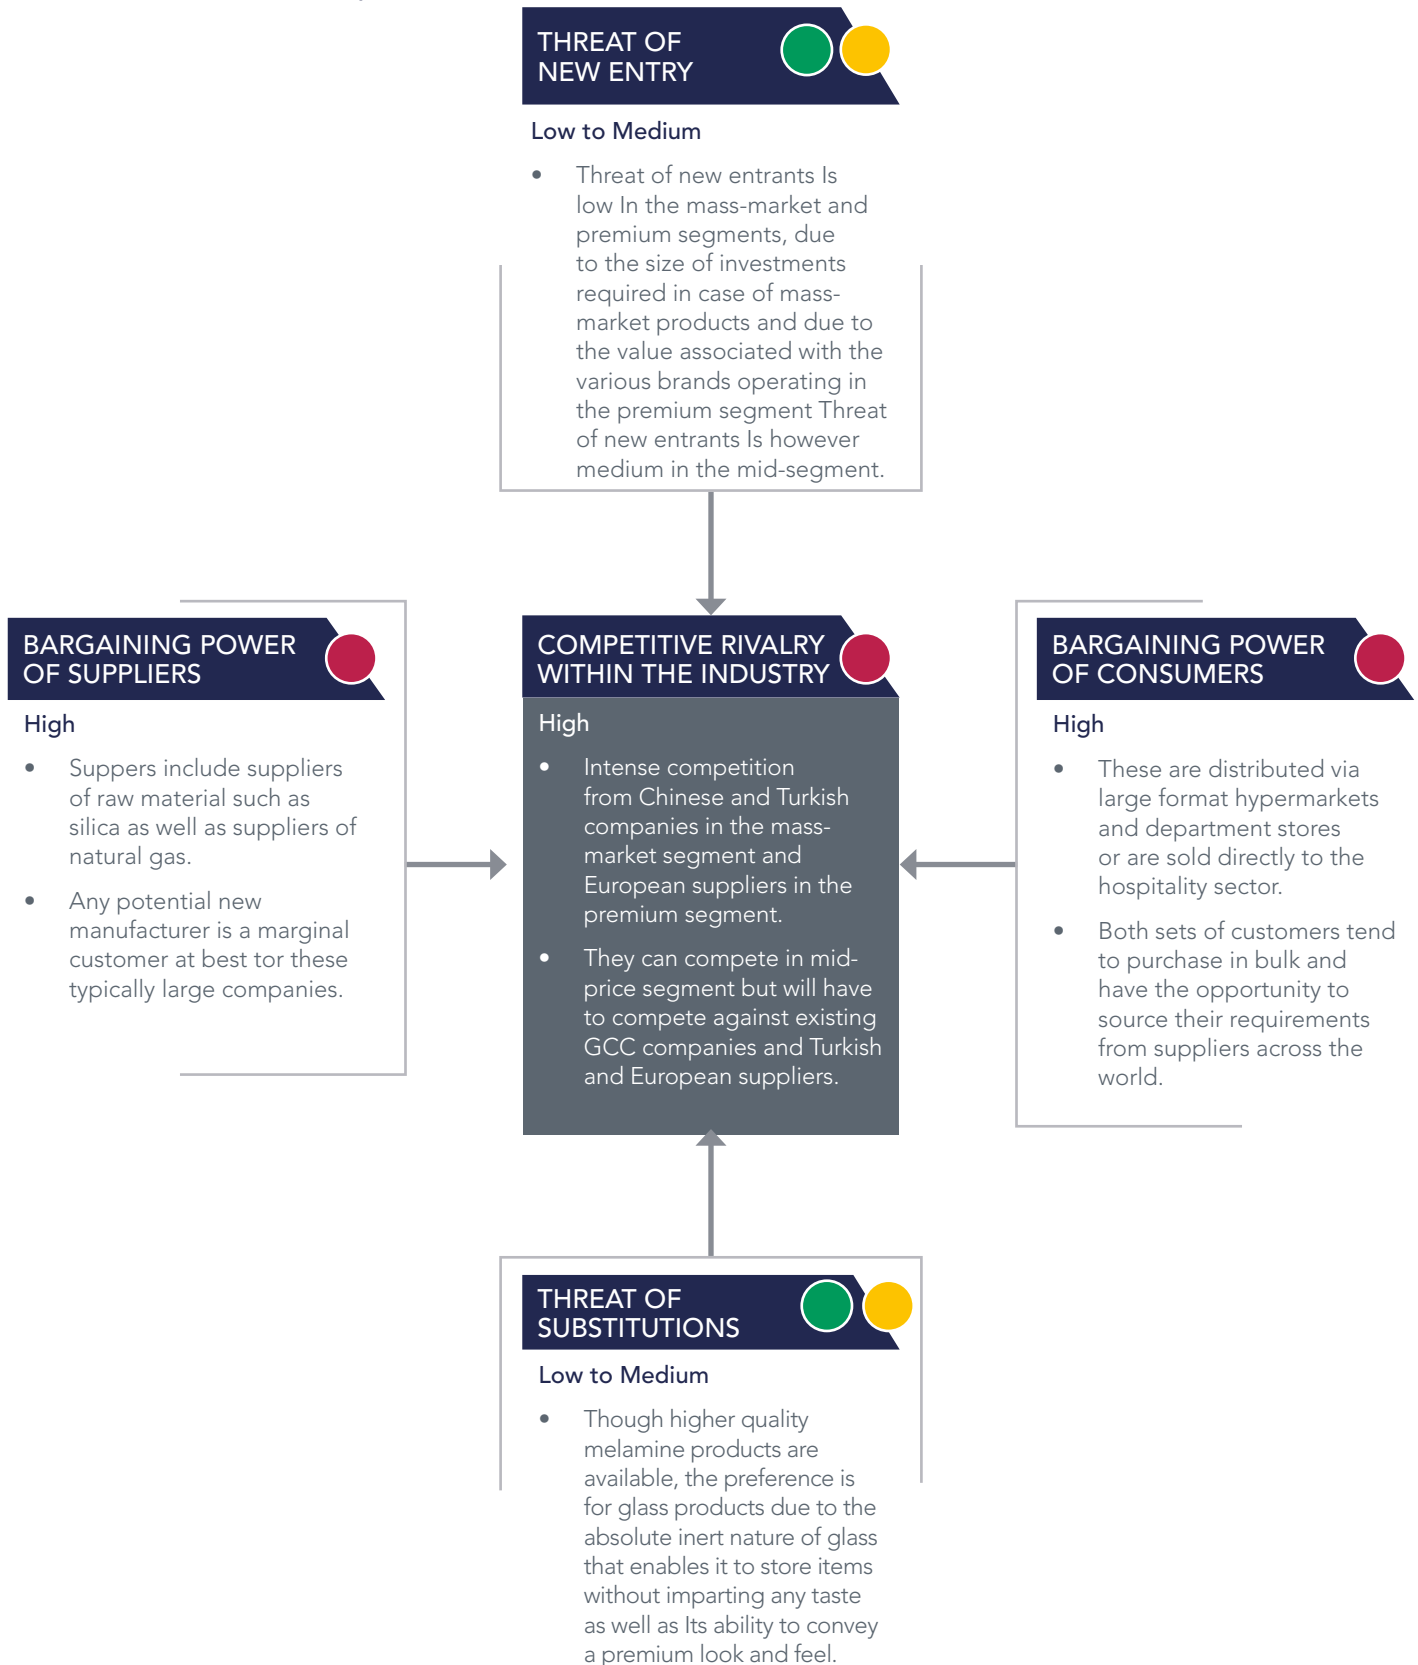 THREAT OF
NEW ENTRY
Low to Medium
• Threat of new entrants Is
low In the mass-market and
premium segments, due
to the size of investments
required in case of mass-
market products and due to
the value associated with the
various brands operating in
the premium segment Threat
of new entrants Is however
medium in the mid-segment.
BARGAINING POWER
OF SUPPLIERS
High
• Suppers include suppliers
of raw material such as
silica as well as suppliers of
natural gas.
• Any potential new
manufacturer is a marginal
customer at best tor these
typically large companies.
COMPETITIVE RIVALRY
WITHIN THE INDUSTRY
High
• Intense competition
from Chinese and Turkish
companies in the mass-
market segment and
European suppliers in the
premium segment.
• They can compete in mid-
price segment but will have
to compete against existing
GCC companies and Turkish
and European suppliers.
BARGAINING POWER
OF CONSUMERS
High
• These are distributed via
large format hypermarkets
and department stores
or are sold directly to the
hospitality sector.
• Both sets of customers tend
to purchase in bulk and
have the opportunity to
source their requirements
from suppliers across the
world.
THREAT OF
SUBSTITUTIONS
Low to Medium
• Though higher quality
melamine products are
available, the preference is
for glass products due to the
absolute inert nature of glass
that enables it to store items
without imparting any taste
as well as Its ability to convey
a premium look and feel.